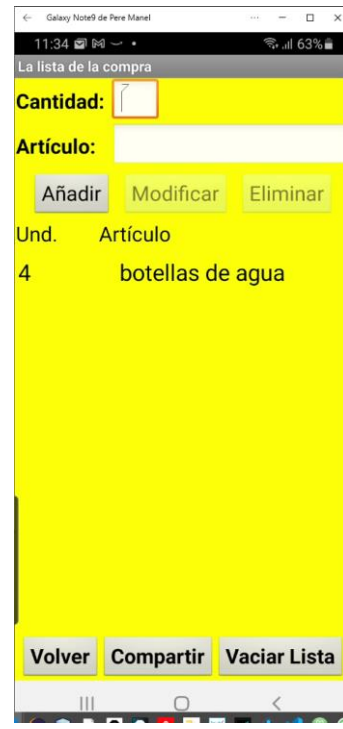 Galaxy Note9 de Pere Manel
11:34 63%
La lista de la compra
Cantidad:
Artículo:
Añadir Modificar Eliminar
Und. Artículo
4 botellas de agua
Volver Compartir Vaciar Lista